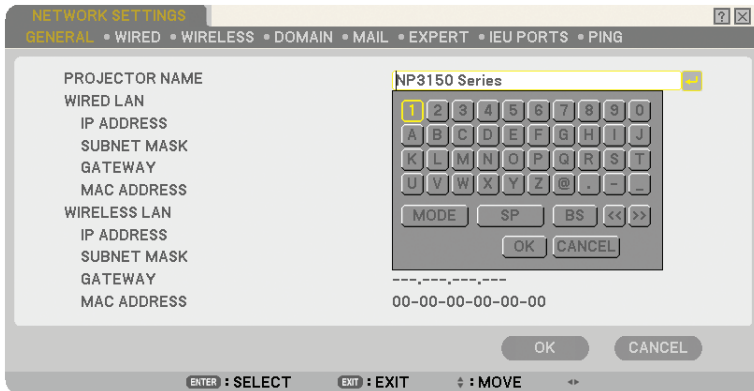 NETWORK SETTINGS
GENERAL • WIRED • WIRELESS • DOMAIN • MAIL • EXPERT • IEU PORTS • PING
PROJECTOR NAME NP3150 Series
WIRED LAN
IP ADDRESS
SUBNET MASK
GATEWAY
MAC ADDRESS
WIRELESS LAN
IP ADDRESS
SUBNET MASK
GATEWAY ---.---.---.---
MAC ADDRESS 00-00-00-00-00-00
1 2 3 4 5 6 7 8 9 0
A B C D E F G H I J
K L M N O P Q R S T
U V W X Y Z @ . - _
MODE SP BS << >>
OK CANCEL
OK CANCEL
ENTER : SELECT EXIT : EXIT : MOVE